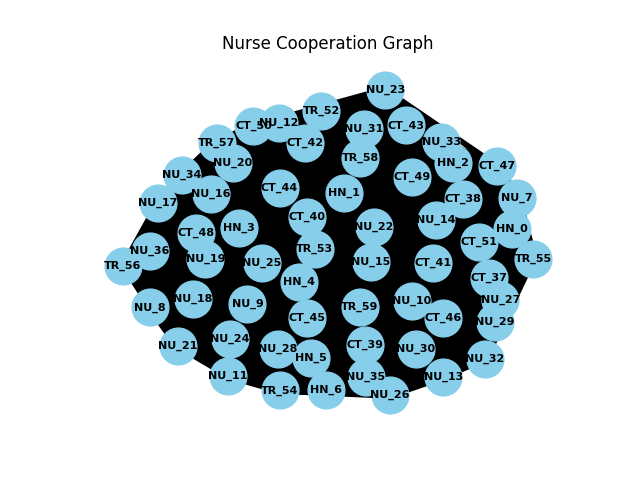 Nurse Cooperation Graph
NU_23
TR_52
CT_50
NU_12
NU_31
CT_43
TR_57
CT_42
NU_33
NU_20
TR_58
HN_2
CT_47
NU_34
CT_49
NU_16
CT_44
HN_1
NU_17
CT_38
NU_7
CT_40
NU_14
HN_3
NU_22
HN_0
CT_48
CT_51
NU_36
TR_53
NU_19
NU_25
NU_15
CT_41
TR_55
TR_56
HN_4
CT_37
NU_18
NU_9
NU_10
NU_27
NU_8
TR_59
CT_45
CT_46
NU_29
NU_24
NU_21
NU_28
CT_39
NU_30
HN_5
NU_32
NU_11
NU_35
NU_13
TR_54
HN_6
NU_26